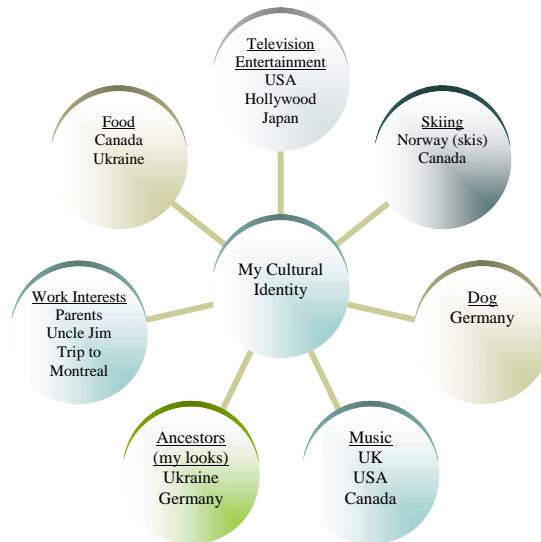 Television
Entertainment
USA
Hollywood
Japan
Skiing
Norway (skis)
Canada
Dog
Germany
Music
UK
USA
Canada
Ancestors
(my looks)
Ukraine
Germany
Work Interests
Parents
Uncle Jim
Trip to
Montreal
Food
Canada
Ukraine
My Cultural
Identity